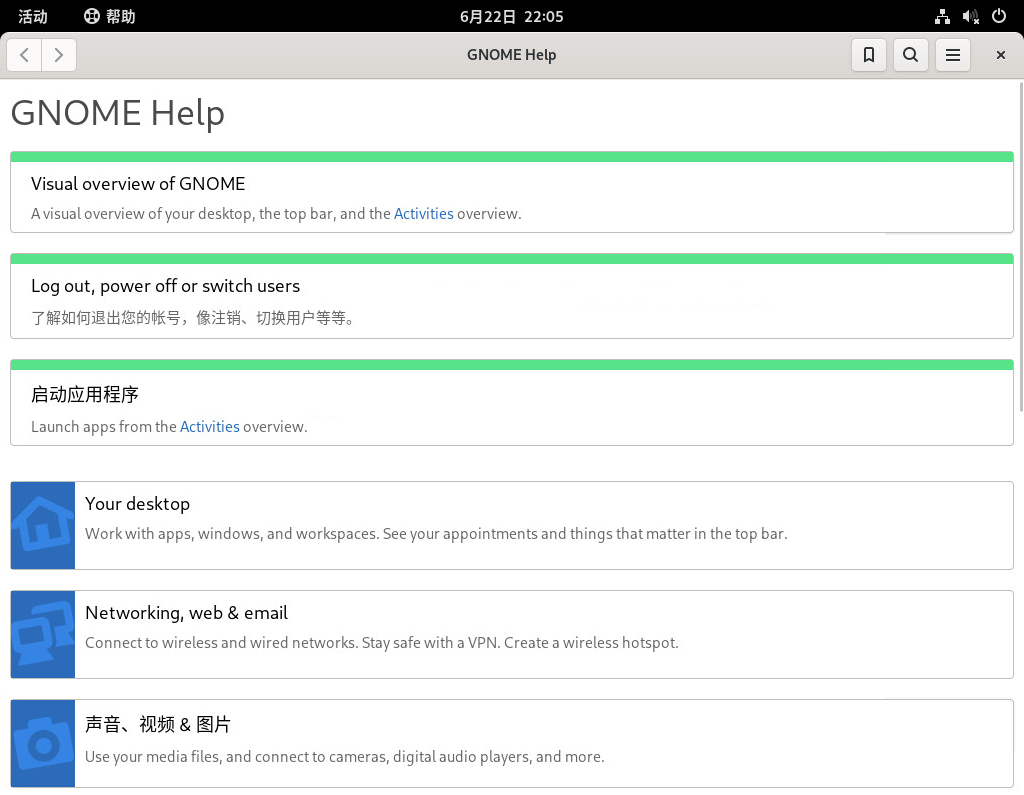 活动 帮助 6月22日 22:05
GNOME Help
GNOME Help
Visual overview of GNOME
A visual overview of your desktop, the top bar, and the Activities overview.
Log out, power off or switch users
了解如何退出您的帐号，像注销、切换用户等等。
启动应用程序
Launch apps from the Activities overview.
Your desktop
Work with apps, windows, and workspaces. See your appointments and things that matter in the top bar.
Networking, web & email
Connect to wireless and wired networks. Stay safe with a VPN. Create a wireless hotspot.
声音、视频 & 图片
Use your media files, and connect to cameras, digital audio players, and more.